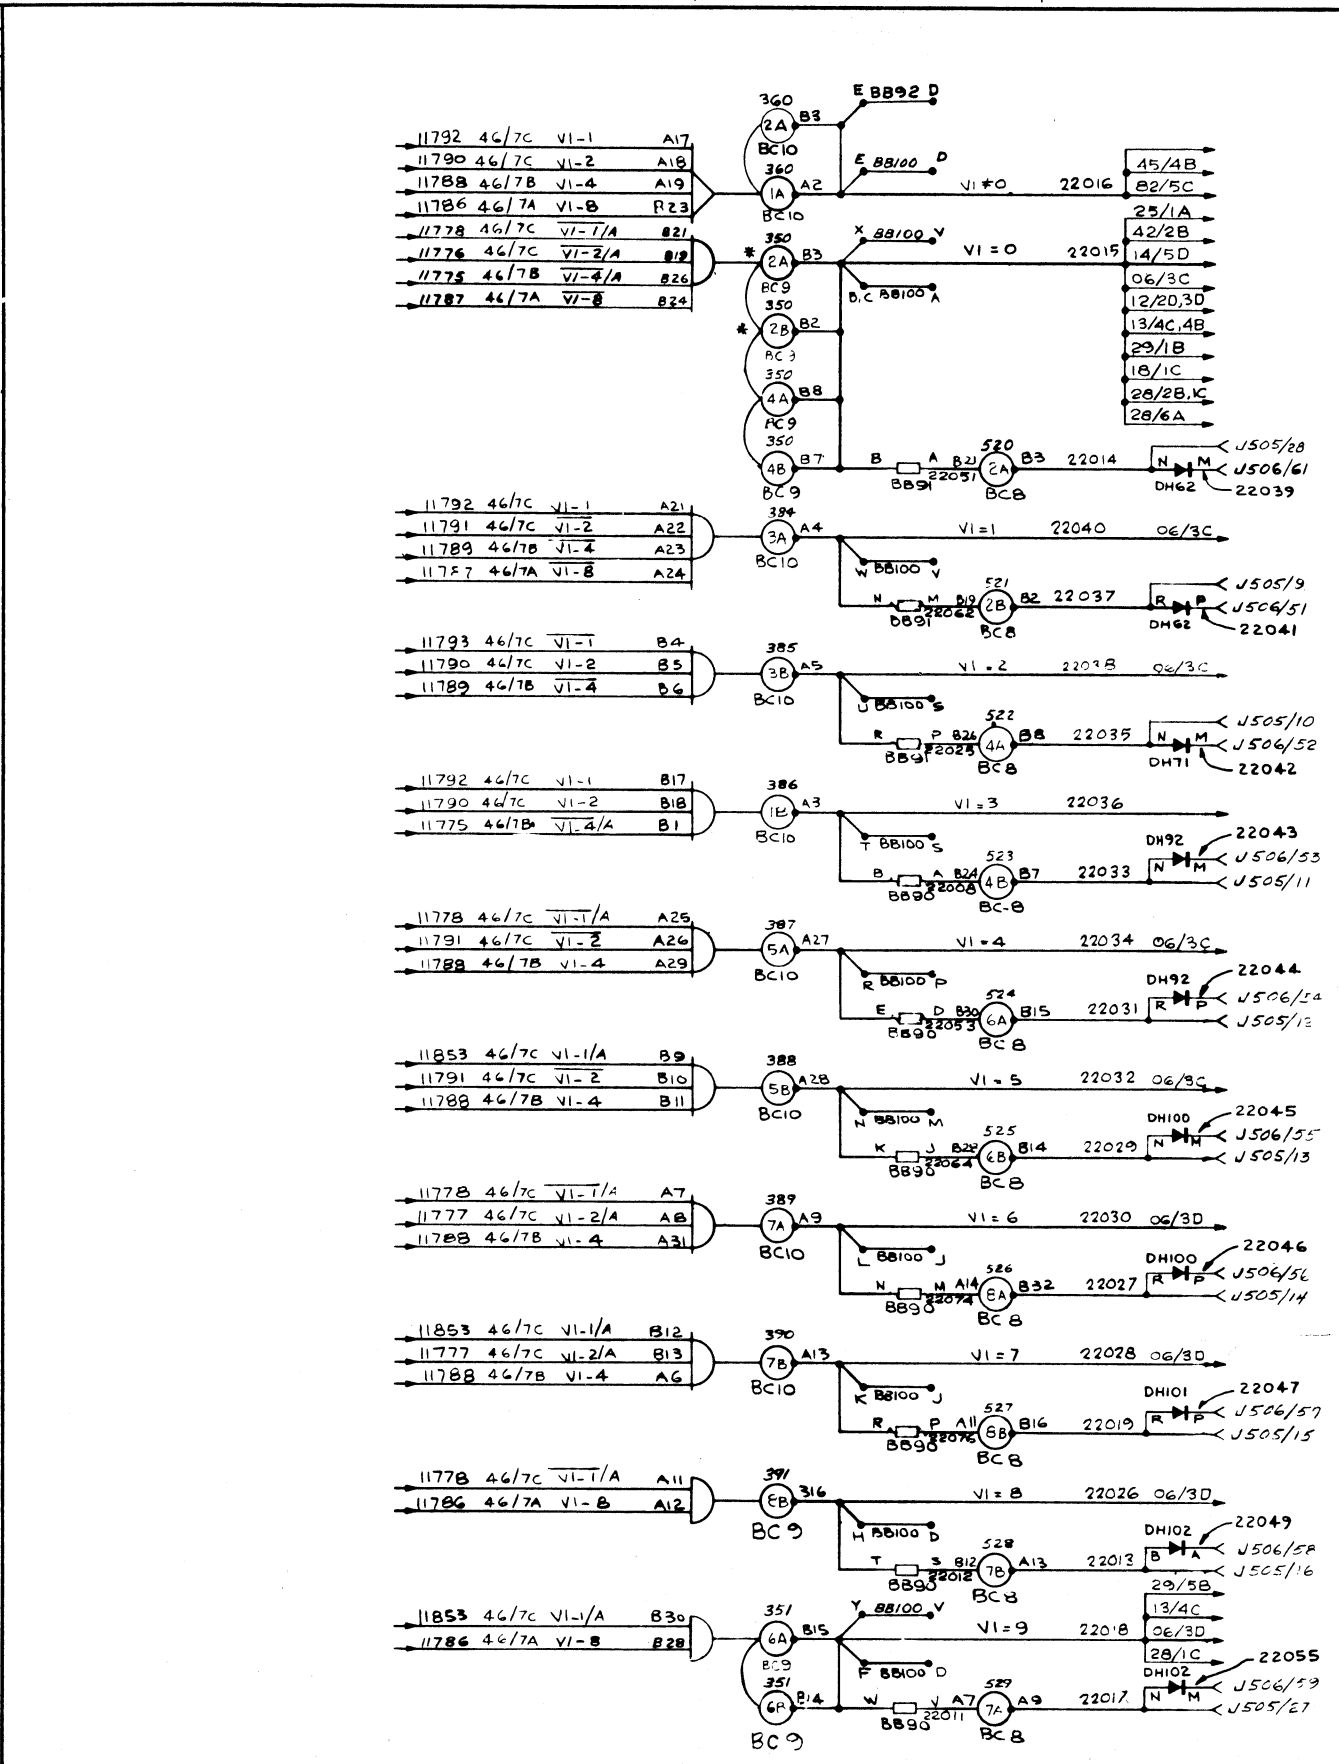 E BB92 D
360
2A B3
BC10
11792 46/7C V1-1 A17
11790 46/7C V1-2 A18
11788 46/7B V1-4 A19
11786 46/7A V1-8 B23
360
1A A2
BC10
E BB100 D
V1≠0 22016
45/4B
82/5C
11778 46/7C V1-1/A B21
11776 46/7C V1-2/A B19
11775 46/7B V1-4/A B26
11787 46/7A V1-8 B24
* 350
2A B3
BC9
X BB100 V
V1=0 22015
B,C BB100 A
25/1A
42/2B
14/5D
06/3C
12/2D,3D
13/4C,4B
29/1B
18/1C
28/2B,1C
28/6A
350
* 2B B2
BC9
350
4A B8
BC9
350
4B B7
BC9
B A B21
BB91 22051
520
2A B3
BC8
22014
N M
DH62
J505/28
J506/61
22039
11792 46/7C V1-1 A21
11791 46/7C V1-2 A22
11789 46/7B V1-4 A23
11787 46/7A V1-8 A24
384
3A A4
BC10
V1=1 22040 06/3C
W BB100 V
N M B19
BB91 22062
521
2B B2
BC8
22037
R P
DH62
J505/9
J506/51
22041
11793 46/7C V1-1 B4
11790 46/7C V1-2 B5
11789 46/7B V1-4 B6
385
3B A5
BC10
V1=2 22038 06/3C
U BB100 S
R P B26
BB91 22025
522
4A B8
BC8
22035
N M
DH71
J505/10
J506/52
22042
11792 46/7C V1-1 B17
11790 46/7C V1-2 B18
11775 46/7B V1-4/A B1
386
1B A3
BC10
V1=3 22036
T BB100 S
B A B24
BB90 22008
523
4B B7
BC-8
22033
DH92
N M
22043
J506/53
J505/11
11778 46/7C V1-1/A A25
11791 46/7C V1-2 A26
11788 46/7B V1-4 A29
387
5A A27
BC10
V1=4 22034 06/3C
R BB100 P
E D B30
BB90 22053
524
6A B15
BC8
22031
DH92
R P
22044
J506/54
J505/12
11853 46/7C V1-1/A B9
11791 46/7C V1-2 B10
11788 46/7B V1-4 B11
388
5B A28
BC10
V1=5 22032 06/3C
N BB100 M
K J B28
BB90 22064
525
6B B14
BC8
22029
DH100
N M
22045
J506/55
J505/13
11778 46/7C V1-1/A A7
11777 46/7C V1-2/A A8
11788 46/7B V1-4 A31
389
7A A9
BC10
V1=6 22030 06/3D
L BB100 J
N M A14
BB90 22074
526
8A B32
BC8
22027
DH100
R P
22046
J506/56
J505/14
11853 46/7C V1-1/A B12
11777 46/7C V1-2/A B13
11788 46/7B V1-4 A6
390
7B A13
BC10
V1=7 22028 06/3D
K BB100 J
R P A11
BB90 22076
527
8B B16
BC8
22019
DH101
R P
22047
J506/57
J505/15
11778 46/7C V1-1/A A11
11786 46/7A V1-8 A12
391
8B B16
BC9
V1=8 22026 06/3D
H BB100 D
T S B12
BB90 22012
528
7B A13
BC8
22013
DH102
B A
22049
J506/58
J505/16
11853 46/7C V1-1/A B30
11786 46/7A V1-8 B28
351
6A B15
BC9
Y BB100 V
V1=9 22018
F BB100 D
29/5B
13/4C
06/3D
28/1C
351
6B B14
BC9
W V A7
BB90 22011
529
7A A9
BC8
22017
DH102
N M
22055
J506/59
J505/27